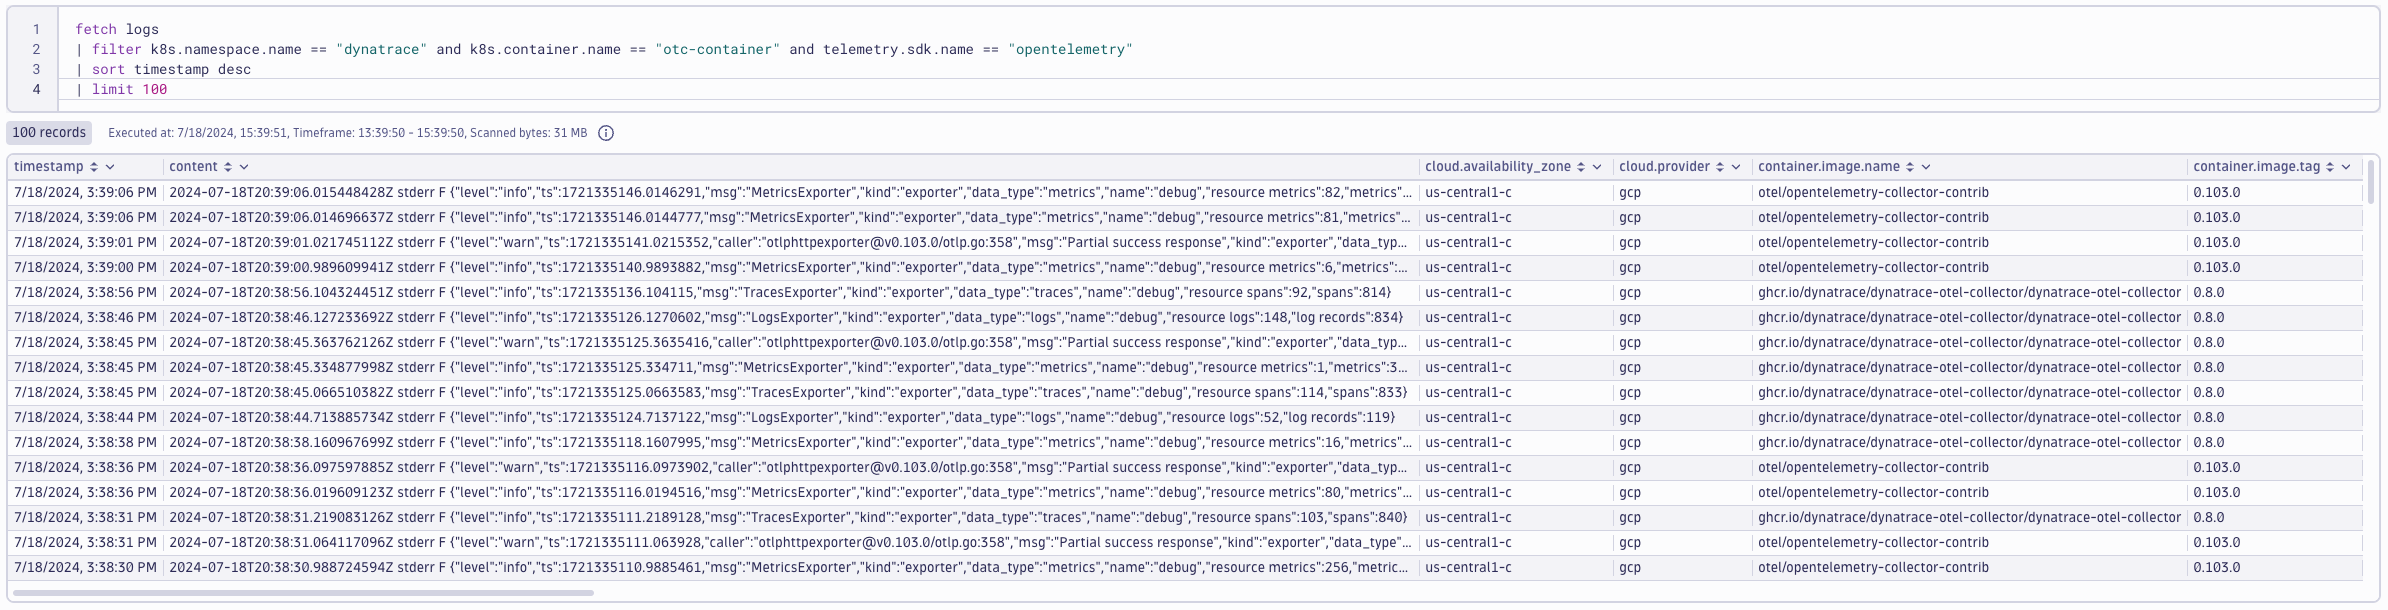 1 fetch logs
2 | filter k8s.namespace.name == "dynatrace" and k8s.container.name == "otc-container" and telemetry.sdk.name == "opentelemetry"
3 | sort timestamp desc
4 | limit 100
100 records Executed at: 7/18/2024, 15:39:51, Timeframe: 13:39:50 - 15:39:50, Scanned bytes: 31 MB
timestamp content cloud.availability_zone cloud.provider container.image.name container.image.tag
7/18/2024, 3:39:06 PM 2024-07-18T20:39:06.015448428Z stderr F {"level":"info","ts":1721335146.0146291,"msg":"MetricsExporter","kind":"exporter","data_type":"metrics","name":"debug","resource metrics":82,"metrics"... us-central1-c gcp otel/opentelemetry-collector-contrib 0.103.0
7/18/2024, 3:39:06 PM 2024-07-18T20:39:06.014696637Z stderr F {"level":"info","ts":1721335146.0144777,"msg":"MetricsExporter","kind":"exporter","data_type":"metrics","name":"debug","resource metrics":81,"metrics"... us-central1-c gcp otel/opentelemetry-collector-contrib 0.103.0
7/18/2024, 3:39:01 PM 2024-07-18T20:39:01.021745112Z stderr F {"level":"warn","ts":1721335141.0215352,"caller":"otlphttpexporter@v0.103.0/otlp.go:358","msg":"Partial success response","kind":"exporter","data_typ... us-central1-c gcp otel/opentelemetry-collector-contrib 0.103.0
7/18/2024, 3:39:00 PM 2024-07-18T20:39:00.989609941Z stderr F {"level":"info","ts":1721335140.9893882,"msg":"MetricsExporter","kind":"exporter","data_type":"metrics","name":"debug","resource metrics":6,"metrics":... us-central1-c gcp otel/opentelemetry-collector-contrib 0.103.0
7/18/2024, 3:38:56 PM 2024-07-18T20:38:56.104324451Z stderr F {"level":"info","ts":1721335136.104115,"msg":"TracesExporter","kind":"exporter","data_type":"traces","name":"debug","resource spans":92,"spans":814} us-central1-c gcp ghcr.io/dynatrace/dynatrace-otel-collector/dynatrace-otel-collector 0.8.0
7/18/2024, 3:38:46 PM 2024-07-18T20:38:46.127233692Z stderr F {"level":"info","ts":1721335126.1270602,"msg":"LogsExporter","kind":"exporter","data_type":"logs","name":"debug","resource logs":148,"log records":834} us-central1-c gcp ghcr.io/dynatrace/dynatrace-otel-collector/dynatrace-otel-collector 0.8.0
7/18/2024, 3:38:45 PM 2024-07-18T20:38:45.363762126Z stderr F {"level":"warn","ts":1721335125.3635416,"caller":"otlphttpexporter@v0.103.0/otlp.go:358","msg":"Partial success response","kind":"exporter","data_typ... us-central1-c gcp ghcr.io/dynatrace/dynatrace-otel-collector/dynatrace-otel-collector 0.8.0
7/18/2024, 3:38:45 PM 2024-07-18T20:38:45.334877998Z stderr F {"level":"info","ts":1721335125.334711,"msg":"MetricsExporter","kind":"exporter","data_type":"metrics","name":"debug","resource metrics":1,"metrics":3... us-central1-c gcp ghcr.io/dynatrace/dynatrace-otel-collector/dynatrace-otel-collector 0.8.0
7/18/2024, 3:38:45 PM 2024-07-18T20:38:45.066510382Z stderr F {"level":"info","ts":1721335125.0663583,"msg":"TracesExporter","kind":"exporter","data_type":"traces","name":"debug","resource spans":114,"spans":833} us-central1-c gcp ghcr.io/dynatrace/dynatrace-otel-collector/dynatrace-otel-collector 0.8.0
7/18/2024, 3:38:44 PM 2024-07-18T20:38:44.713885734Z stderr F {"level":"info","ts":1721335124.7137122,"msg":"LogsExporter","kind":"exporter","data_type":"logs","name":"debug","resource logs":52,"log records":119} us-central1-c gcp ghcr.io/dynatrace/dynatrace-otel-collector/dynatrace-otel-collector 0.8.0
7/18/2024, 3:38:38 PM 2024-07-18T20:38:38.160967699Z stderr F {"level":"info","ts":1721335118.1607995,"msg":"MetricsExporter","kind":"exporter","data_type":"metrics","name":"debug","resource metrics":16,"metrics"... us-central1-c gcp ghcr.io/dynatrace/dynatrace-otel-collector/dynatrace-otel-collector 0.8.0
7/18/2024, 3:38:36 PM 2024-07-18T20:38:36.097597885Z stderr F {"level":"warn","ts":1721335116.0973902,"caller":"otlphttpexporter@v0.103.0/otlp.go:358","msg":"Partial success response","kind":"exporter","data_typ... us-central1-c gcp otel/opentelemetry-collector-contrib 0.103.0
7/18/2024, 3:38:36 PM 2024-07-18T20:38:36.019609123Z stderr F {"level":"info","ts":1721335116.0194516,"msg":"MetricsExporter","kind":"exporter","data_type":"metrics","name":"debug","resource metrics":80,"metrics"... us-central1-c gcp otel/opentelemetry-collector-contrib 0.103.0
7/18/2024, 3:38:31 PM 2024-07-18T20:38:31.219083126Z stderr F {"level":"info","ts":1721335111.2189128,"msg":"TracesExporter","kind":"exporter","data_type":"traces","name":"debug","resource spans":103,"spans":840} us-central1-c gcp ghcr.io/dynatrace/dynatrace-otel-collector/dynatrace-otel-collector 0.8.0
7/18/2024, 3:38:31 PM 2024-07-18T20:38:31.064117096Z stderr F {"level":"warn","ts":1721335111.063928,"caller":"otlphttpexporter@v0.103.0/otlp.go:358","msg":"Partial success response","kind":"exporter","data_type"... us-central1-c gcp otel/opentelemetry-collector-contrib 0.103.0
7/18/2024, 3:38:30 PM 2024-07-18T20:38:30.988724594Z stderr F {"level":"info","ts":1721335110.9885461,"msg":"MetricsExporter","kind":"exporter","data_type":"metrics","name":"debug","resource metrics":256,"metric... us-central1-c gcp otel/opentelemetry-collector-contrib 0.103.0